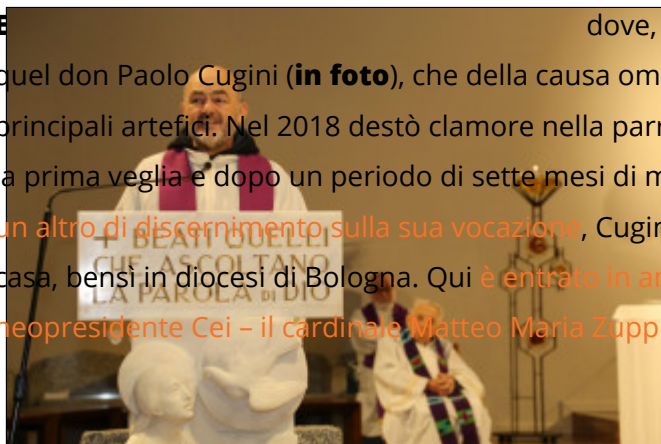 dove,
quel don Paolo Cugini (in foto), che della causa om
principali artefici. Nel 2018 destò clamore nella parr
a prima veglia e dopo un periodo di sette mesi di m
un altro di discernimento sulla sua vocazione, Cugin
casa, bensì in diocesi di Bologna. Qui è entrato in
neopresidente Cei – il cardinale Matteo Maria Zupp
+ BEATI QUELLI
CHE ASCOLTANO
LA PAROLA DI DIO